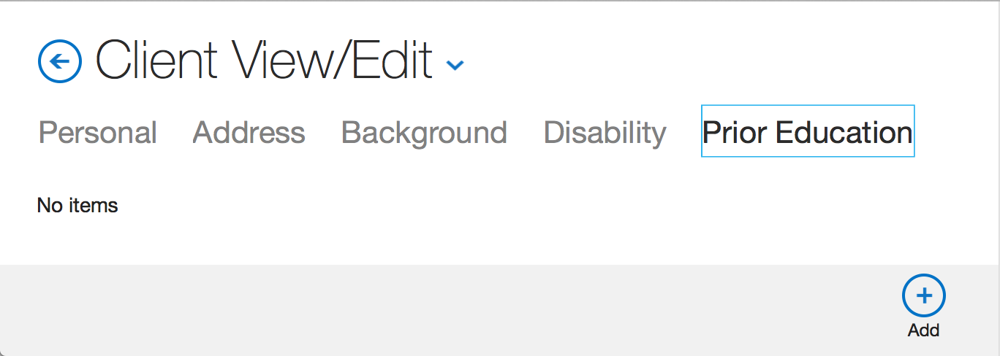 Client View/Edit
Personal Address Background Disability Prior Education
No items
Add